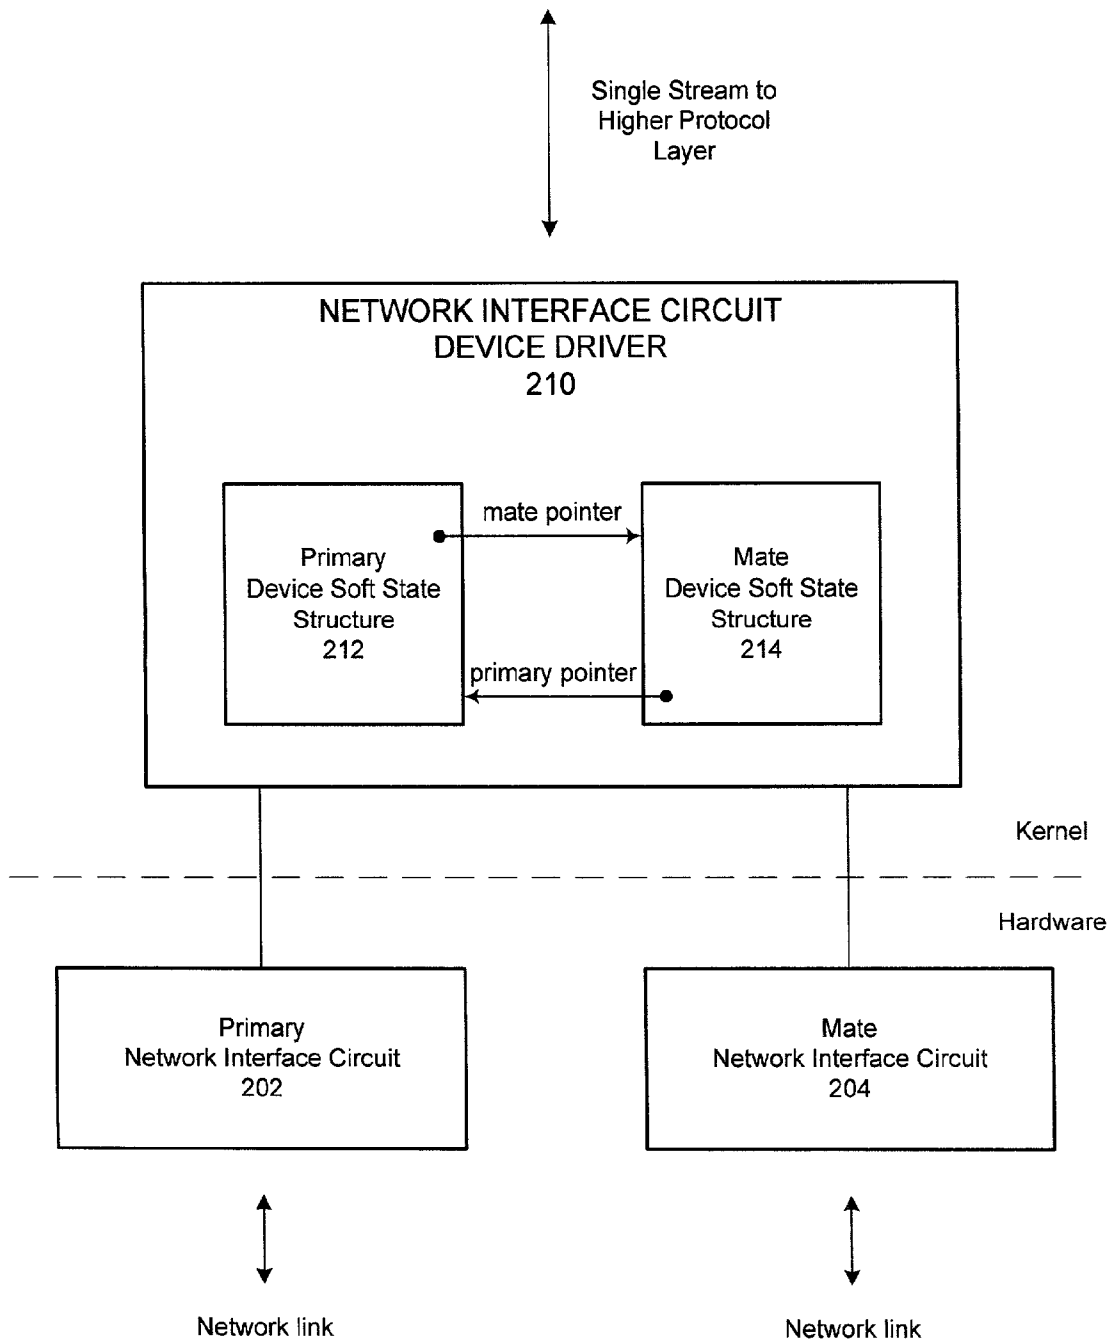 Single Stream to
Higher Protocol
Layer
NETWORK INTERFACE CIRCUIT
DEVICE DRIVER
210
mate pointer
Primary
Device Soft State
Structure
212
Mate
Device Soft State
Structure
214
primary pointer
Kernel
Hardware
Primary
Network Interface Circuit
202
Mate
Network Interface Circuit
204
Network link
Network link